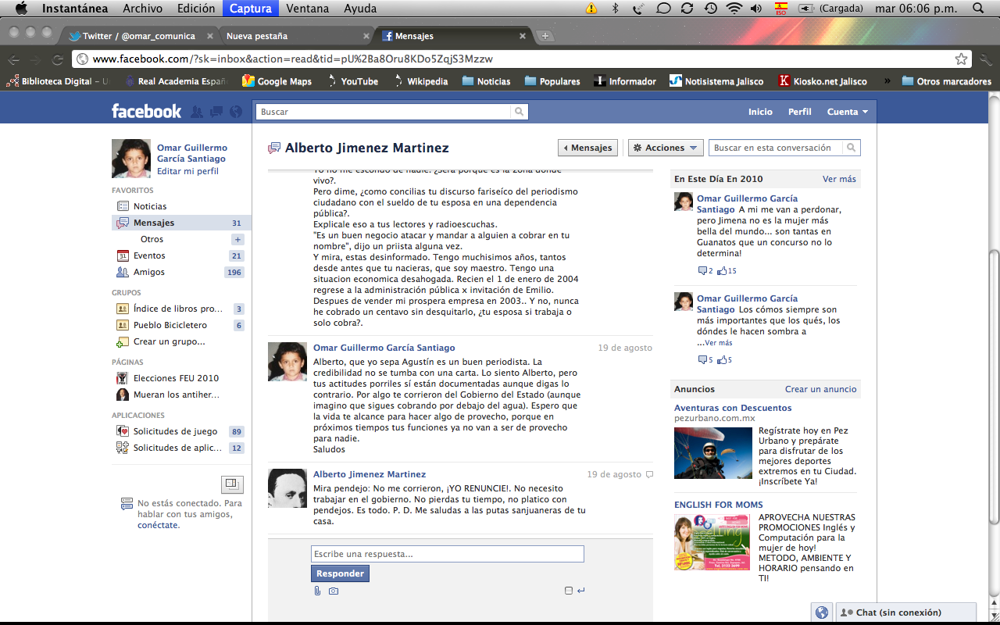 Instantánea Archivo Edición Captura Ventana Ayuda (Cargada) mar 06:06 p.m.
ISO
Twitter / @omar_comunica
Nueva pestaña
Mensajes
www.facebook.com/?sk=inbox&action=read&tid=pU%2Ba8Oru8KDo5ZqjS3Mzzw
Biblioteca Digital – Real Academia Españ Google Maps YouTube Wikipedia Noticias Populares Informador Notisistema Jalisco Kiosko.net Jalisco » Otros marcadores
facebook
Buscar
Inicio Perfil Cuenta
Omar Guillermo
García Santiago
Editar mi perfil
FAVORITOS
Noticias
Mensajes 31
Otros +
Eventos 21
Amigos 196
GRUPOS
Índice de libros pro... 3
Pueblo Bicicletero 6
Crear un grupo...
PÁGINAS
Elecciones FEU 2010
Mueran los antiher...
APLICACIONES
Solicitudes de juego 89
Solicitudes de aplic... 12
No estás conectado. Para
hablar con tus amigos,
conéctate.
Alberto Jimenez Martinez
Mensajes
Acciones
Buscar en esta conversación
Yo no me escondo de nadie. ¿Será porque es la zona donde
vivo?.
Pero dime, ¿como concilias tu discurso fariseíco del periodismo
ciudadano con el sueldo de tu esposa en una dependencia
pública?.
Explicale eso a tus lectores y radioescuchas.
"Es un buen negocio atacar y mandar a alguien a cobrar en tu
nombre", dijo un priista alguna vez.
Y mira, estas desinformado. Tengo muchisimos años, tantos
desde antes que tu nacieras, que soy maestro. Tengo una
situacion economica desahogada. Recien el 1 de enero de 2004
regrese a la administración pública x invitación de Emilio.
Despues de vender mi prospera empresa en 2003.. Y no, nunca
he cobrado un centavo sin desquitarlo, ¿tu esposa si trabaja o
solo cobra?.
Omar Guillermo García Santiago 19 de agosto
Alberto, que yo sepa Agustín es un buen periodista. La
credibilidad no se tumba con una carta. Lo siento Alberto, pero
tus actitudes porriles sí están documentadas aunque digas lo
contrario. Por algo te corrieron del Gobierno del Estado (aunque
imagino que sigues cobrando por debajo del agua). Espero que
la vida te alcance para hacer algo de provecho, porque en
próximos tiempos tus funciones ya no van a ser de provecho
para nadie.
Saludos
Alberto Jimenez Martinez 19 de agosto
Mira pendejo: No me corrieron, ¡YO RENUNCIE!. No necesito
trabajar en el gobierno. No pierdas tu tiempo, no platico con
pendejos. Es todo. P. D. Me saludas a las putas sanjuaneras de tu
casa.
Escribe una respuesta...
Responder
En Este Día En 2010 Ver más
Omar Guillermo García
Santiago A mi me van a perdonar,
pero Jimena no es la mujer más
bella del mundo... son tantas en
Guanatos que un concurso no lo
determina!
2 15
Omar Guillermo García
Santiago Los cómos siempre son
más importantes que los qués, los
dóndes le hacen sombra a
...Ver más
5 5
Anuncios Crear un anuncio
Aventuras con Descuentos
pezurbano.com.mx
Regístrate hoy en Pez
Urbano y prepárate
para disfrutar de los
mejores deportes
extremos en tu Ciudad.
¡Inscríbete Ya!
ENGLISH FOR MOMS
APROVECHA NUESTRAS
PROMOCIONES Inglés y
Computación para la
mujer de hoy!
METODO, AMBIENTE Y
HORARIO pensando en
TI!
Chat (sin conexión)